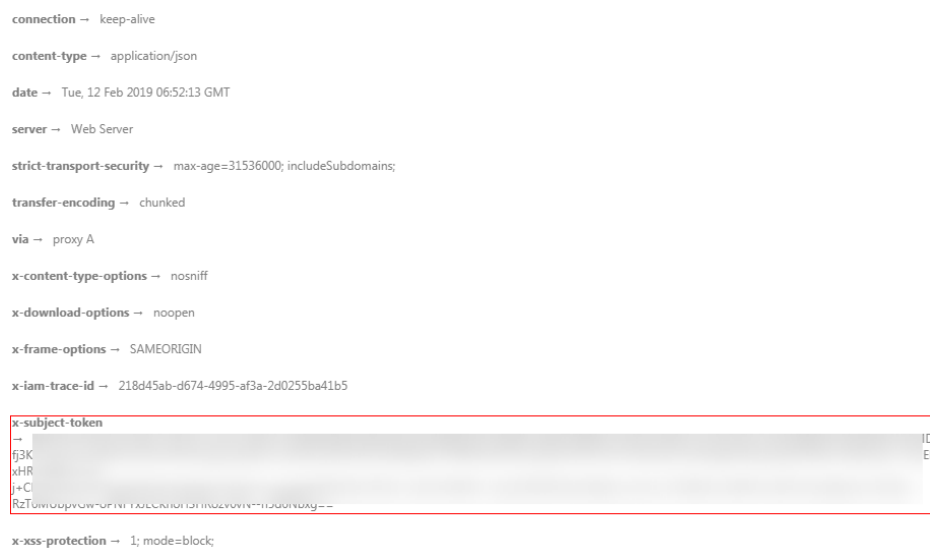 connection → keep-alive
content-type → application/json
date → Tue, 12 Feb 2019 06:52:13 GMT
server → Web Server
strict-transport-security → max-age=31536000; includeSubdomains;
transfer-encoding → chunked
via → proxy A
x-content-type-options → nosniff
x-download-options → noopen
x-frame-options → SAMEORIGIN
x-iam-trace-id → 218d45ab-d674-4995-af3a-2d0255ba41b5
x-subject-token
→
fj3K
xHR
x-xss-protection → 1; mode=block;